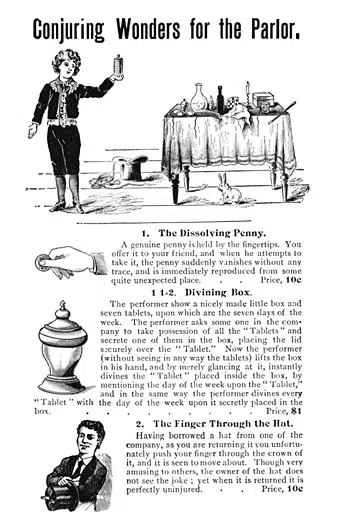 Conjuring Wonders for the Parlor.
1. The Dissolving Penny.
A genuine penny is held by the fingertips. You
offer it to your friend, and when he attempts to
take it, the penny suddenly vanishes without any
trace, and is immediately reproduced from some
quite unexpected place. . . Price, 10c
1 1-2. Divining Box.
The performer show a nicely made little box and
seven tablets, upon which are the seven days of the
week. The performer asks some one in the com-
pany to take possession of all the "Tablets" and
secrete one of them in the box, placing the lid
securely over the "Tablet." Now the performer
(without seeing in any way the tablets) lifts the box
in his hand, and by merely glancing at it, instantly
divines the "Tablet" placed inside the box, by
mentioning the day of the week upon the "Tablet,"
and in the same way the performer divines every
"Tablet" with the day of the week upon it secretly placed in the
box. . . . . . . . . Price, $1
2. The Finger Through the Hat.
Having borrowed a hat from one of the
company, as you are returning it you unfortu-
nately push your finger through the crown of
it, and it is seen to move about. Though very
amusing to others, the owner of the hat does
not see the joke; yet when it is returned it is
perfectly uninjured. . . Price, 10c